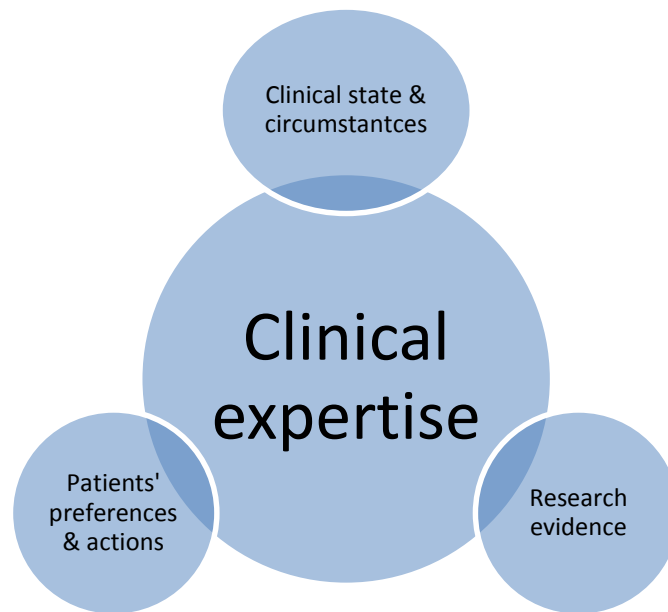 Clinical state &
circumstantces
Clinical
expertise
Patients'
preferences
& actions
Research
evidence